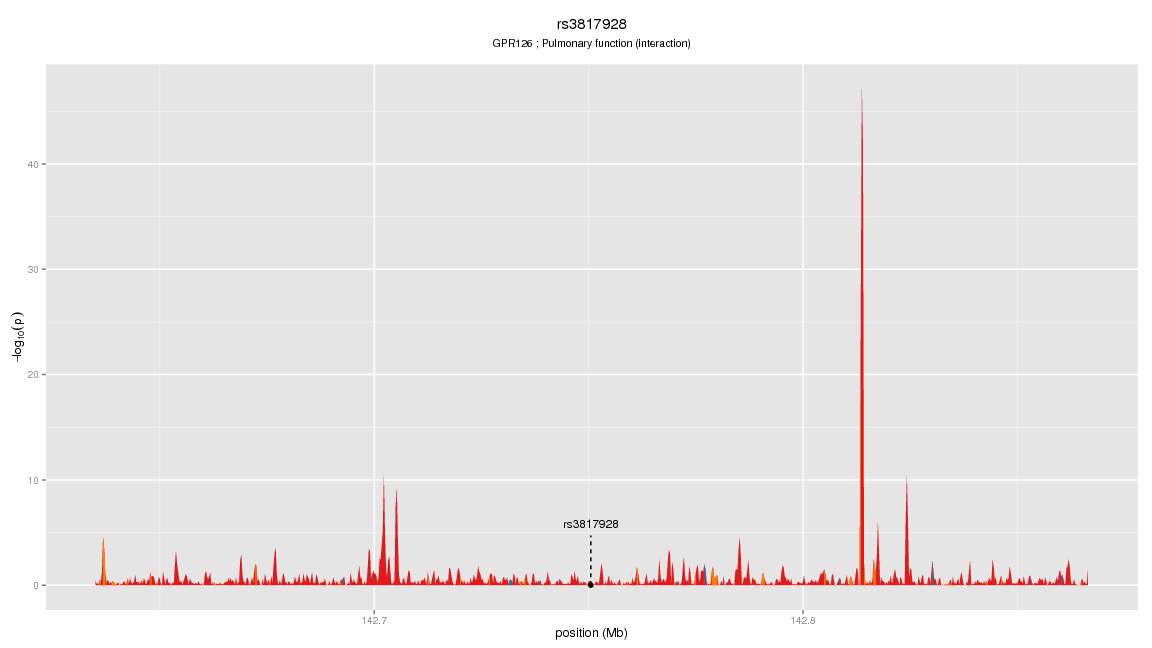 rs3817928
GPR126 ; Pulmonary function (interaction)
40
30
20
10
0
−log10(p)
rs3817928
142.7
142.8
position (Mb)